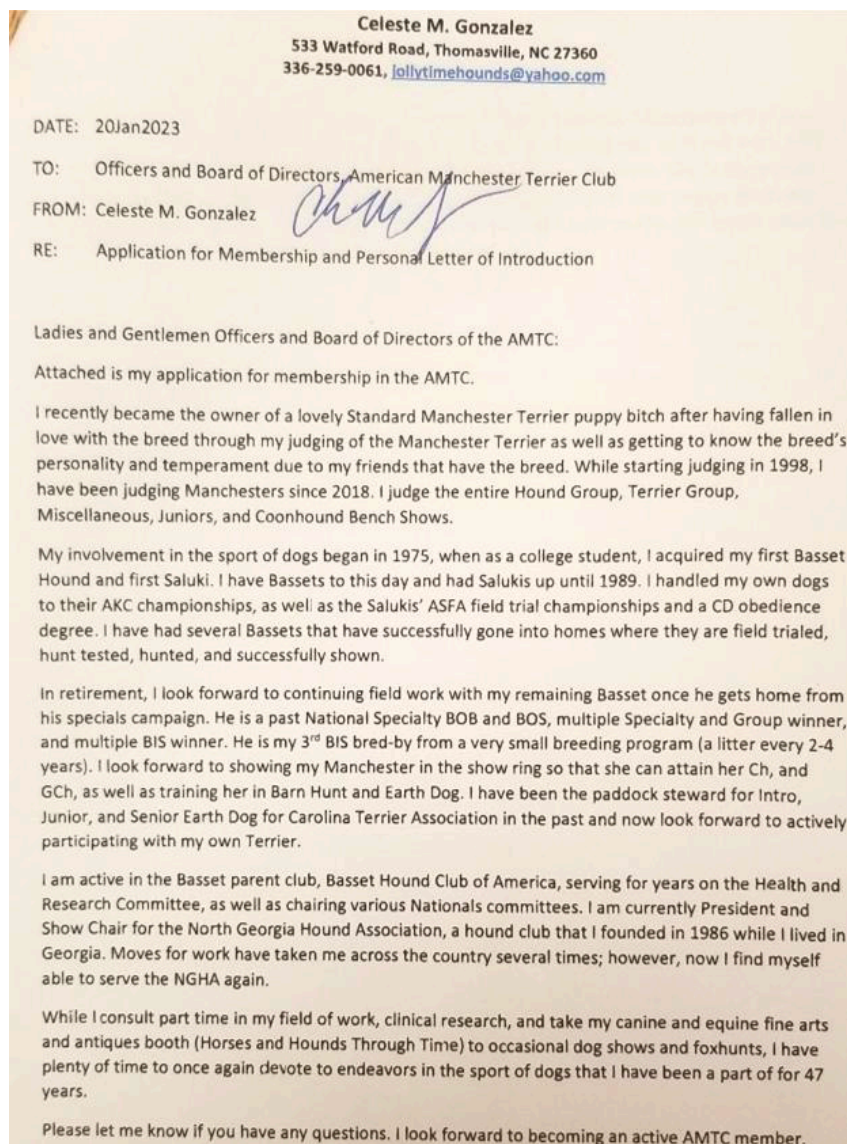 Celeste M. Gonzalez
533 Watford Road, Thomasville, NC 27360
336-259-0061, jollytimehounds@yahoo.com
DATE: 20Jan2023
TO: Officers and Board of Directors, American Manchester Terrier Club
FROM: Celeste M. Gonzalez
RE: Application for Membership and Personal Letter of Introduction
Ladies and Gentlemen Officers and Board of Directors of the AMTC:
Attached is my application for membership in the AMTC.
I recently became the owner of a lovely Standard Manchester Terrier puppy bitch after having fallen in
love with the breed through my judging of the Manchester Terrier as well as getting to know the breed's
personality and temperament due to my friends that have the breed. While starting judging in 1998, I
have been judging Manchesters since 2018. I judge the entire Hound Group, Terrier Group,
Miscellaneous, Juniors, and Coonhound Bench Shows.
My involvement in the sport of dogs began in 1975, when as a college student, I acquired my first Basset
Hound and first Saluki. I have Bassets to this day and had Salukis up until 1989. I handled my own dogs
to their AKC championships, as well as the Salukis' ASFA field trial championships and a CD obedience
degree. I have had several Bassets that have successfully gone into homes where they are field trialed,
hunt tested, hunted, and successfully shown.
In retirement, I look forward to continuing field work with my remaining Basset once he gets home from
his specials campaign. He is a past National Specialty BOB and BOS, multiple Specialty and Group winner,
and multiple BIS winner. He is my 3rd BIS bred-by from a very small breeding program (a litter every 2-4
years). I look forward to showing my Manchester in the show ring so that she can attain her Ch, and
GCh, as well as training her in Barn Hunt and Earth Dog. I have been the paddock steward for Intro,
Junior, and Senior Earth Dog for Carolina Terrier Association in the past and now look forward to actively
participating with my own Terrier.
I am active in the Basset parent club, Basset Hound Club of America, serving for years on the Health and
Research Committee, as well as chairing various Nationals committees. I am currently President and
Show Chair for the North Georgia Hound Association, a hound club that I founded in 1986 while I lived in
Georgia. Moves for work have taken me across the country several times; however, now I find myself
able to serve the NGHA again.
While I consult part time in my field of work, clinical research, and take my canine and equine fine arts
and antiques booth (Horses and Hounds Through Time) to occasional dog shows and foxhunts, I have
plenty of time to once again devote to endeavors in the sport of dogs that I have been a part of for 47
years.
Please let me know if you have any questions. I look forward to becoming an active AMTC member.